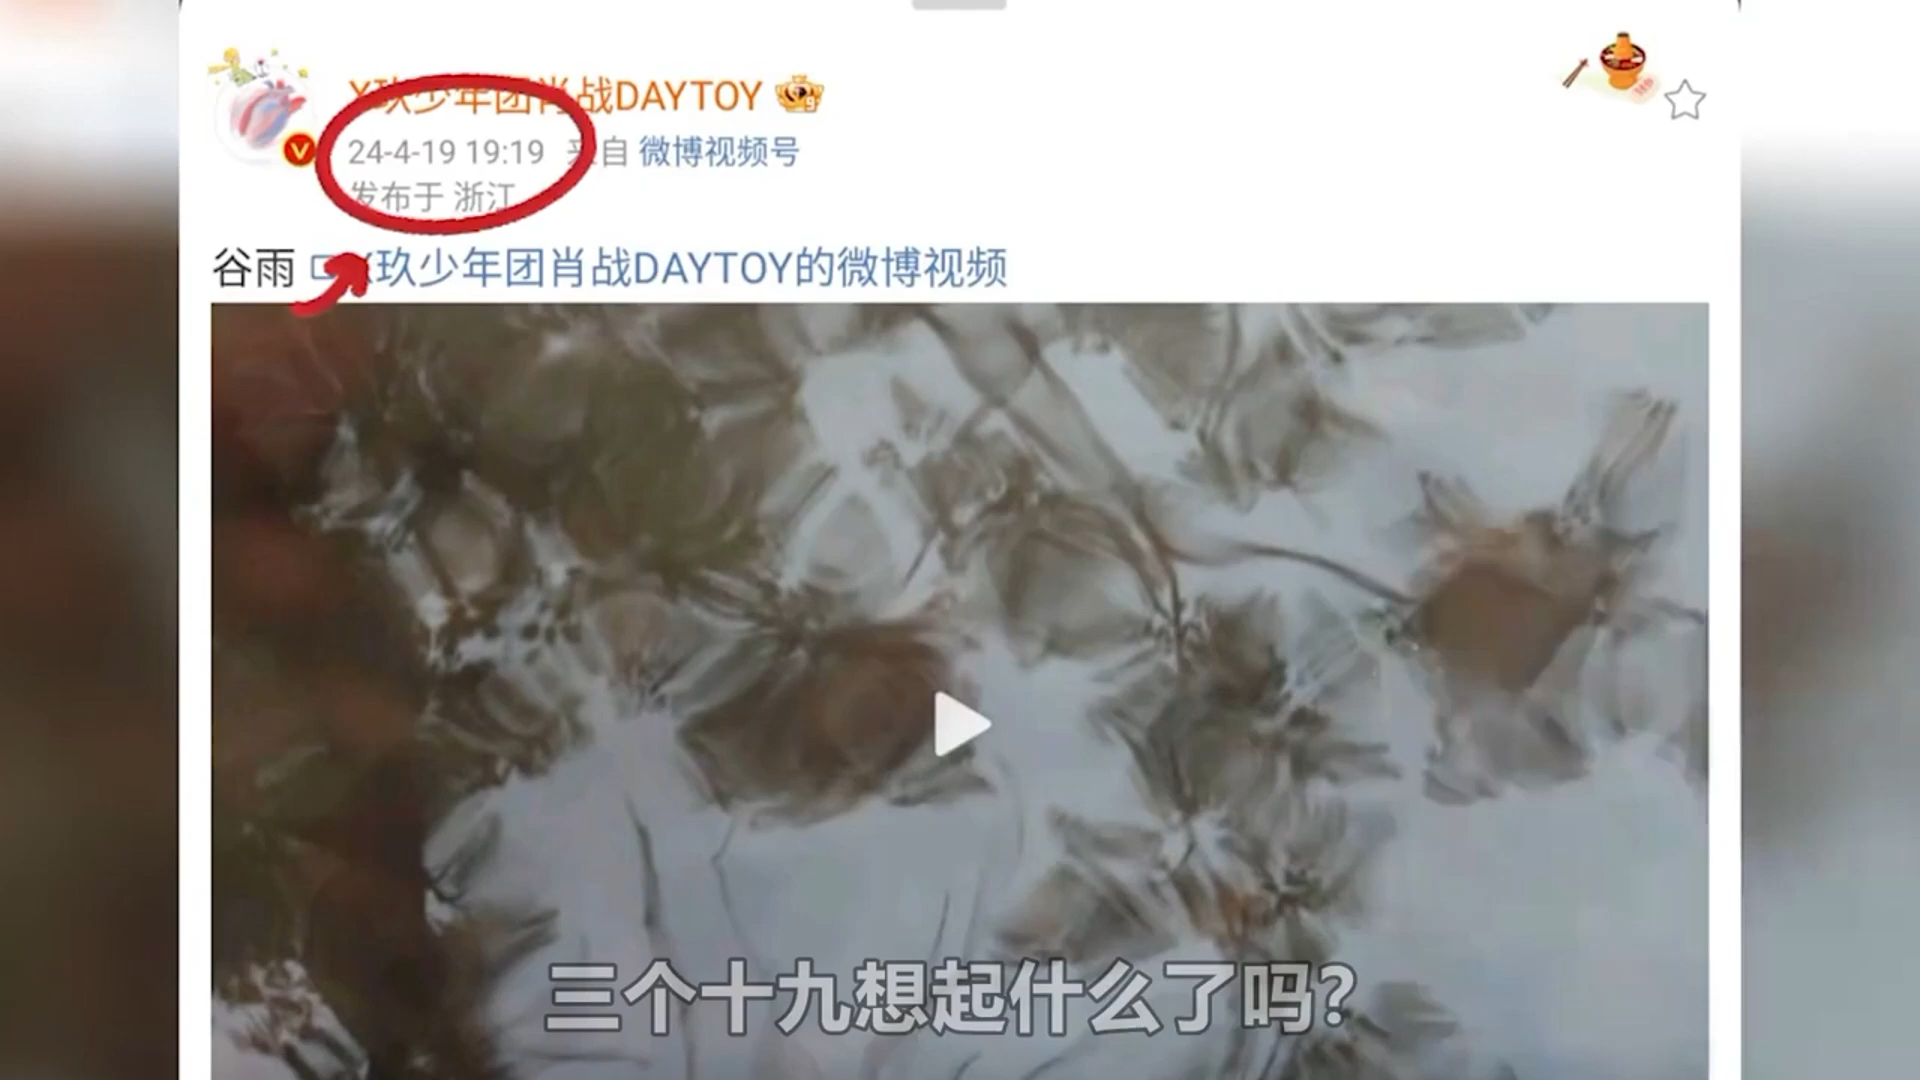 X玖少年团肖战DAYTOY
24-4-19 19:19 来自 微博视频号
发布于 浙江
谷雨 X玖少年团肖战DAYTOY的微博视频
三个十九想起什么了吗?